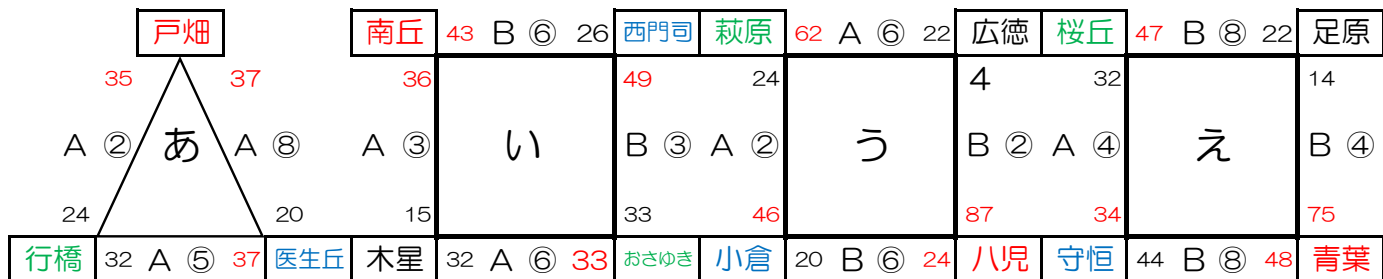 戸畑 南丘 43 B ⑥ 26 西門司 萩原 62 A ⑥ 22 広徳 桜丘 47 B ⑧ 22 足原
35 37 36 49 24 4 32 14
A ② あ A ⑧ A ③ い B ③ A ② う B ② A ④ え B ④
24 20 15 33 46 87 34 75
行橋 32 A ⑤ 37 医生丘 木星 32 A ⑥ 33 おさゆき 小倉 20 B ⑥ 24 八児 守恒 44 B ⑧ 48 青葉